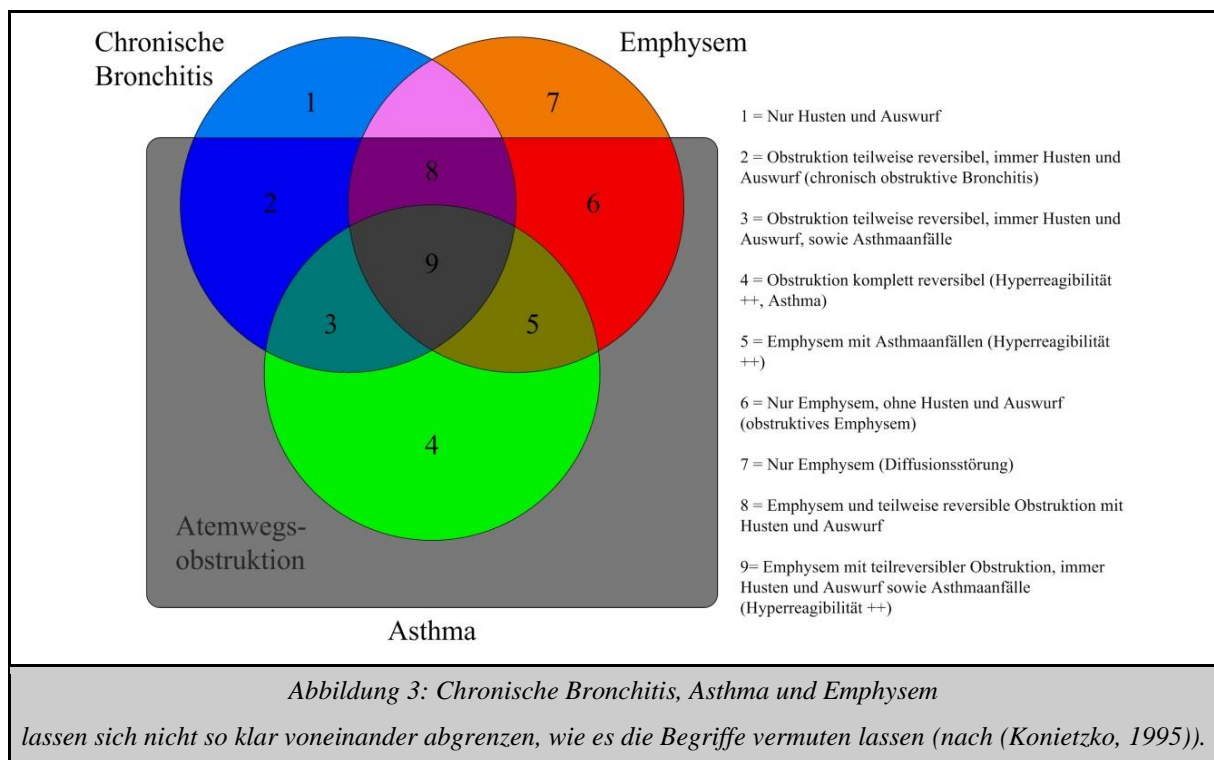 Chronische
Bronchitis
Emphysem
1
7
8
2
6
9
3
5
4
Atemwegs-
obstruktion
Asthma
1 = Nur Husten und Auswurf
2 = Obstruktion teilweise reversibel, immer Husten und
Auswurf (chronisch obstruktive Bronchitis)
3 = Obstruktion teilweise reversibel, immer Husten und
Auswurf, sowie Asthmaanfälle
4 = Obstruktion komplett reversibel (Hyperreagibilität
++, Asthma)
5 = Emphysem mit Asthmaanfällen (Hyperreagibilität
++)
6 = Nur Emphysem, ohne Husten und Auswurf
(obstruktives Emphysem)
7 = Nur Emphysem (Diffusionsstörung)
8 = Emphysem und teilweise reversible Obstruktion mit
Husten und Auswurf
9= Emphysem mit teilreversibler Obstruktion, immer
Husten und Auswurf sowie Asthmaanfälle
(Hyperreagibilität ++)
Abbildung 3: Chronische Bronchitis, Asthma und Emphysem
lassen sich nicht so klar voneinander abgrenzen, wie es die Begriffe vermuten lassen (nach (Konietzko, 1995)).